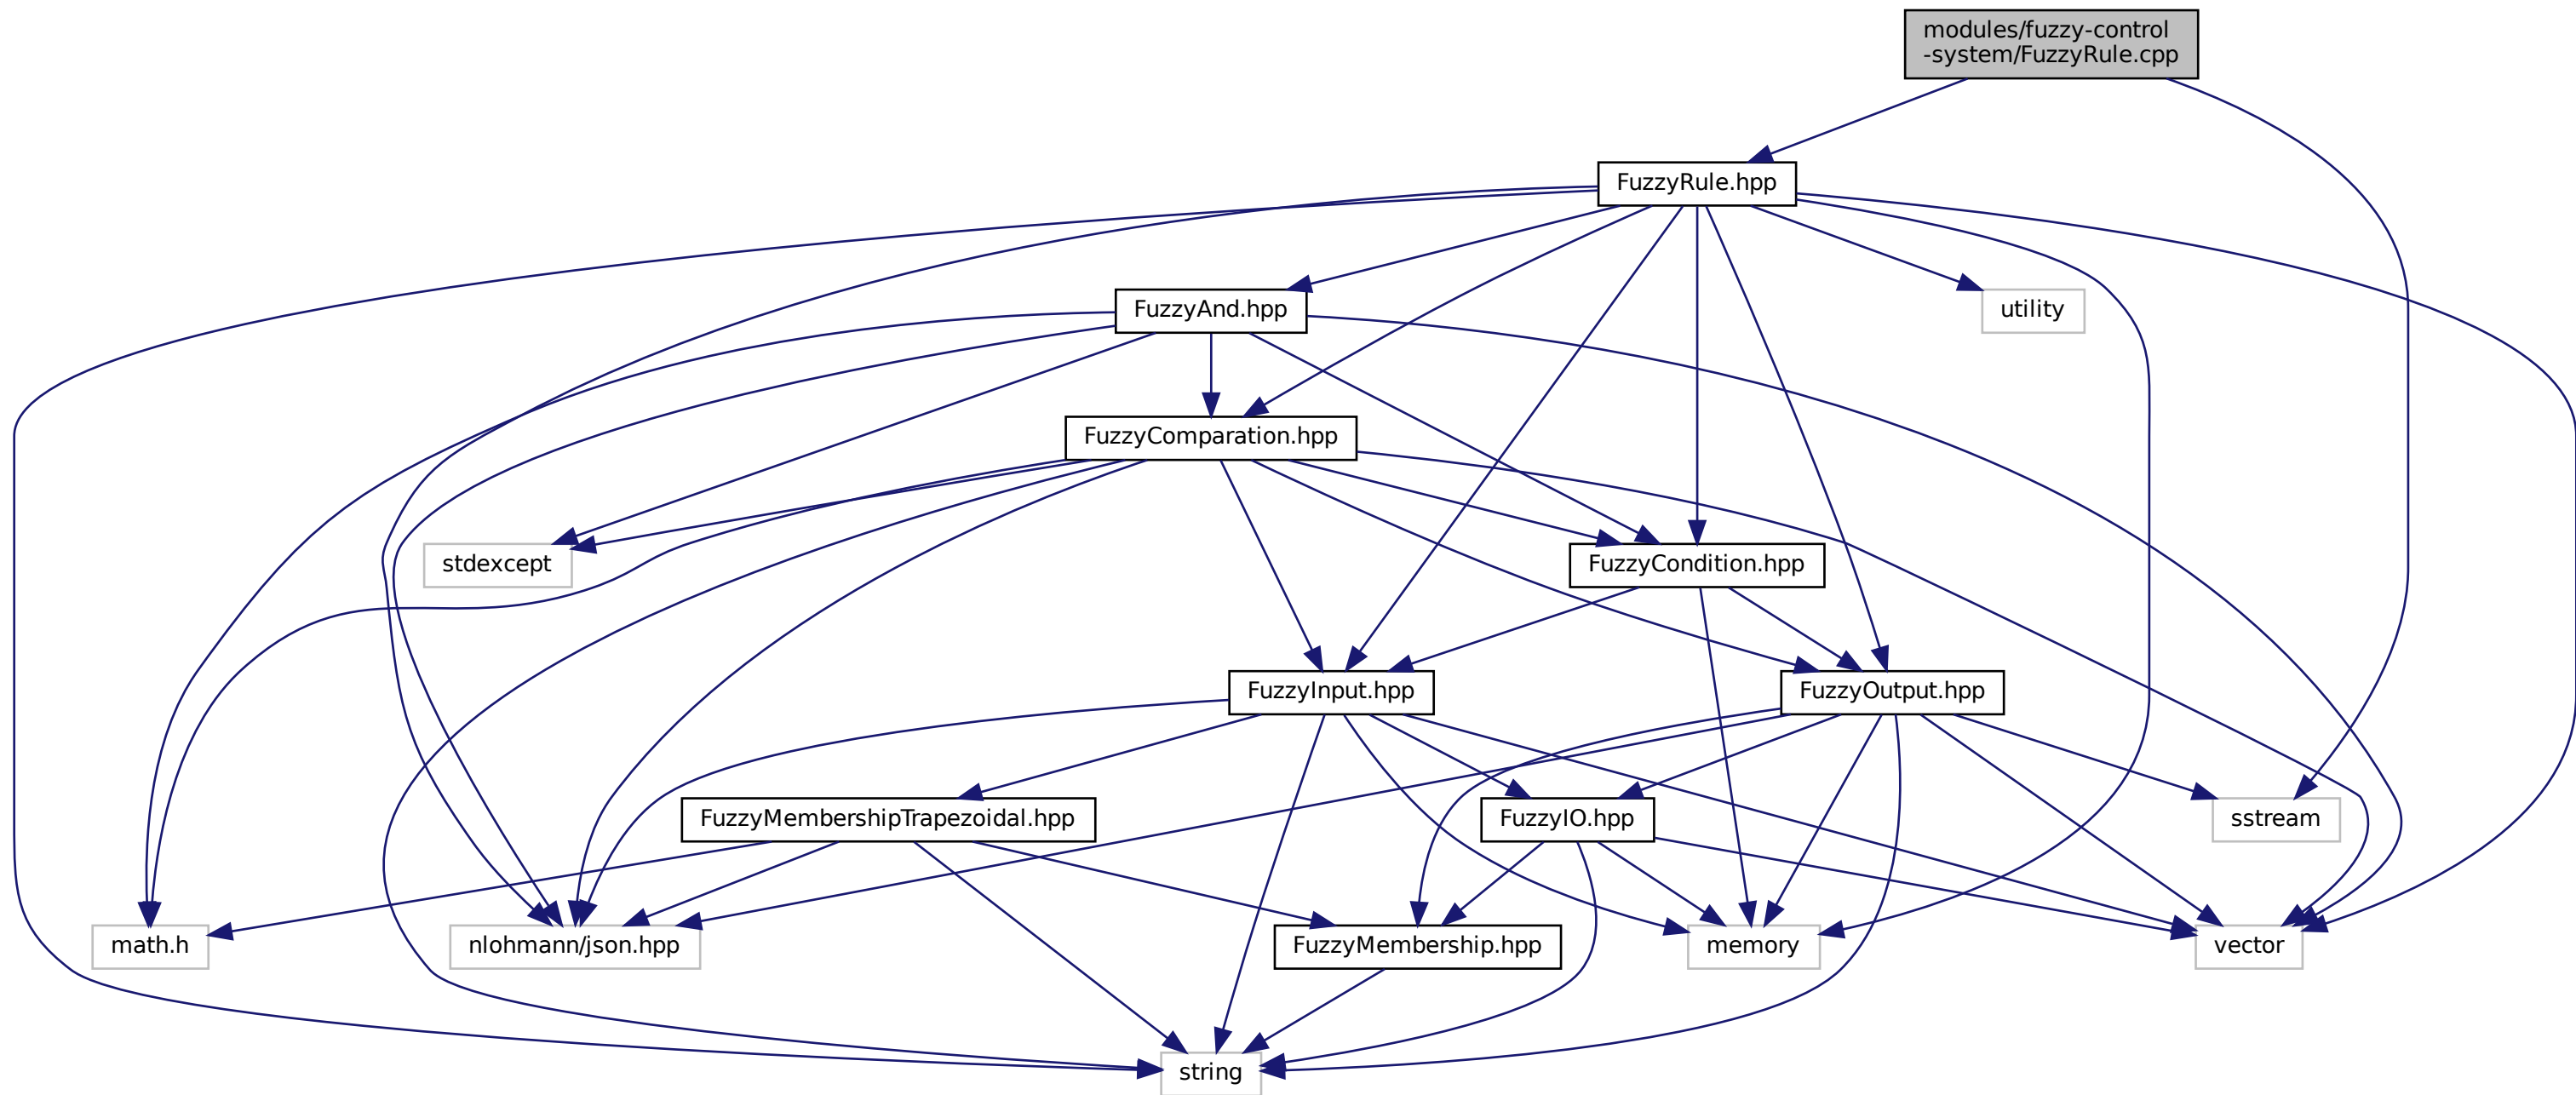 modules/fuzzy-control
-system/FuzzyRule.cpp
FuzzyRule.hpp
FuzzyAnd.hpp
utility
FuzzyComparation.hpp
stdexcept
FuzzyCondition.hpp
FuzzyInput.hpp
FuzzyOutput.hpp
FuzzyMembershipTrapezoidal.hpp
FuzzyIO.hpp
sstream
math.h
nlohmann/json.hpp
FuzzyMembership.hpp
memory
vector
string